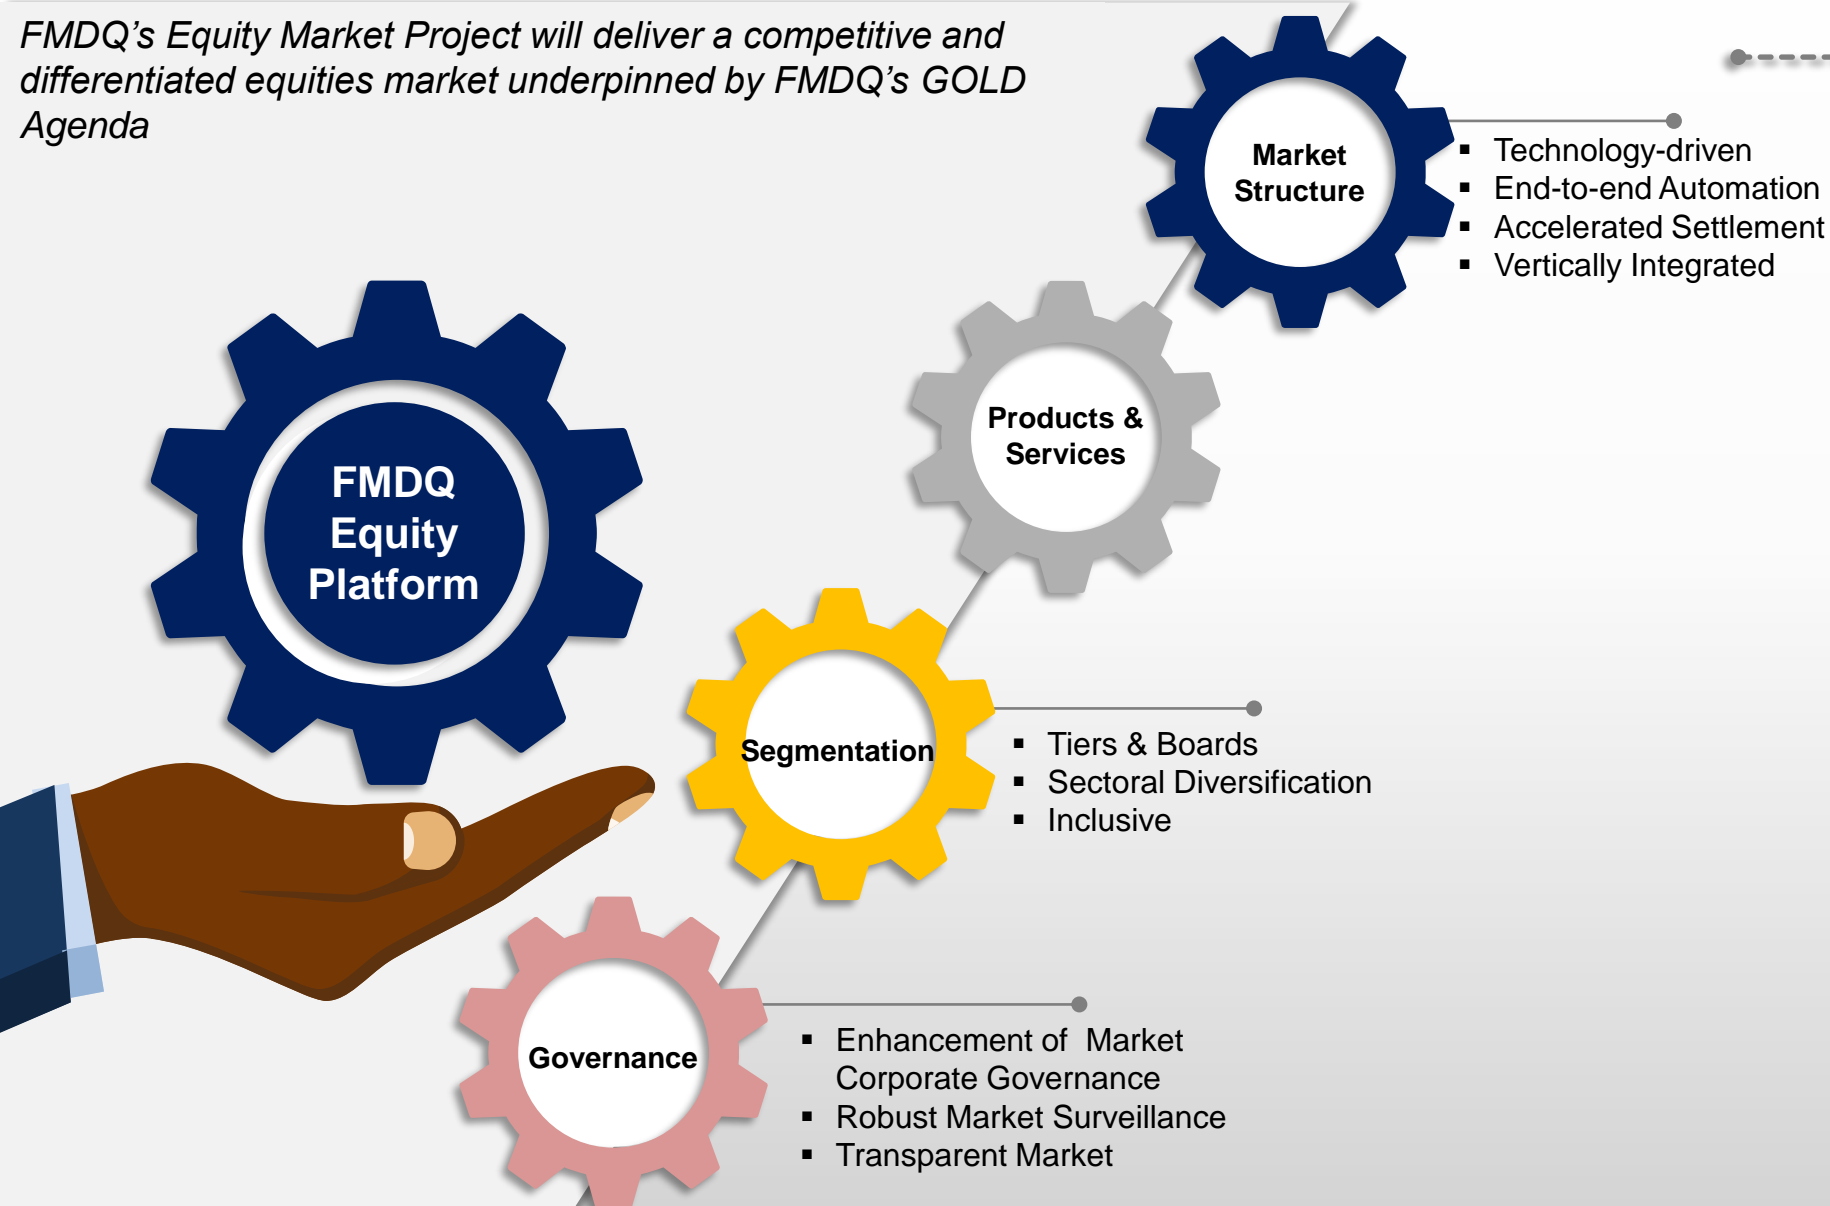 FMDQ’s Equity Market Project will deliver a competitive and
differentiated equities market underpinned by FMDQ’s GOLD
Agenda
Market
Structure
▪ Technology-driven
▪ End-to-end Automation
▪ Accelerated Settlement
▪ Vertically Integrated
Products &
Services
FMDQ
Equity
Platform
Segmentation
▪ Tiers & Boards
▪ Sectoral Diversification
▪ Inclusive
Governance
▪ Enhancement of  Market
Corporate Governance
▪ Robust Market Surveillance
▪ Transparent Market